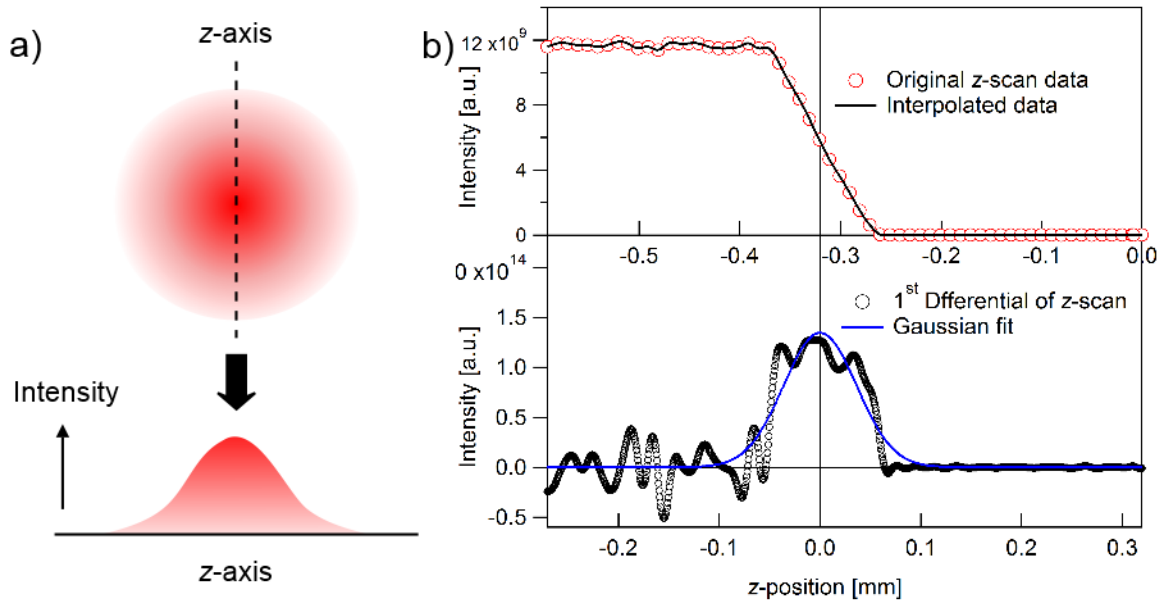 a)
z-axis
Intensity
z-axis
b)
12 x10⁹
9
6
4
0
Intensity [a.u.]
Original z-scan data
Interpolated data
-0.5
-0.4
-0.3
-0.2
-0.1
0.0
0 x10¹⁴
1.5
1.0
0.5
0.0
-0.5
Intensity [a.u.]
1st Dfferential of z-scan
Gaussian fit
-0.2
-0.1
0.0
0.1
0.2
0.3
z-position [mm]